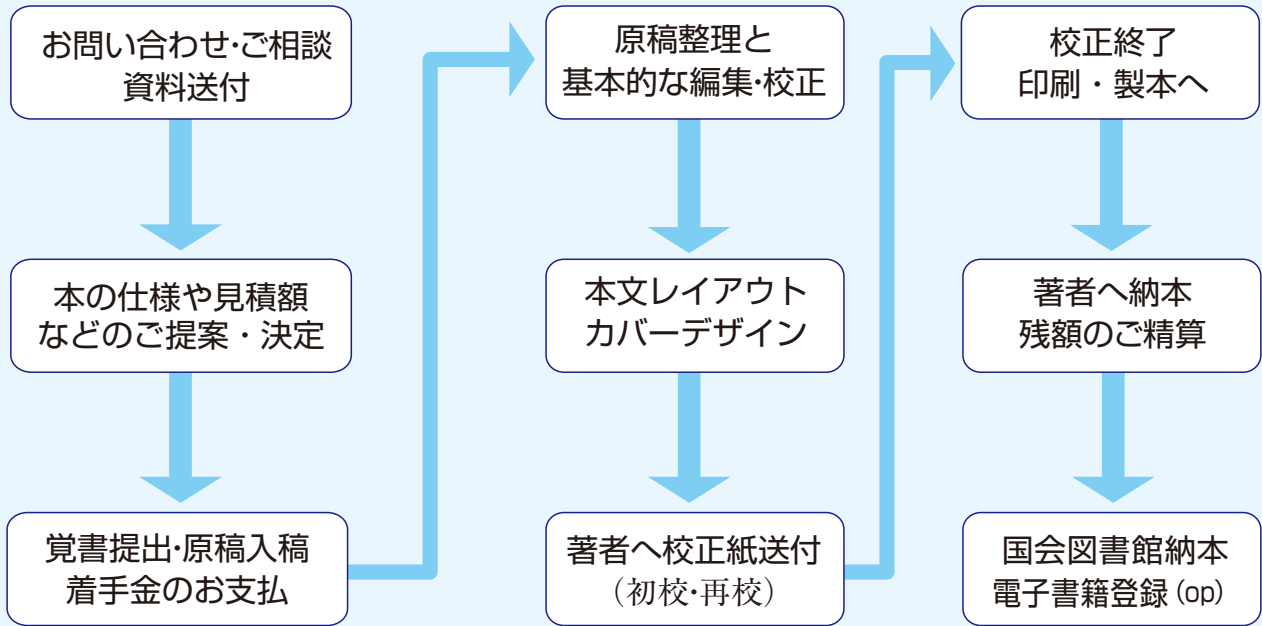 お問い合わせ・ご相談
資料送付
本の仕様や見積額
などのご提案・決定
覚書提出・原稿入稿
着手金のお支払
原稿整理と
基本的な編集・校正
本文レイアウト
カバーデザイン
著者へ校正紙送付
（初校・再校）
校正終了
印刷・製本へ
著者へ納本
残額のご精算
国会図書館納本
電子書籍登録(op)